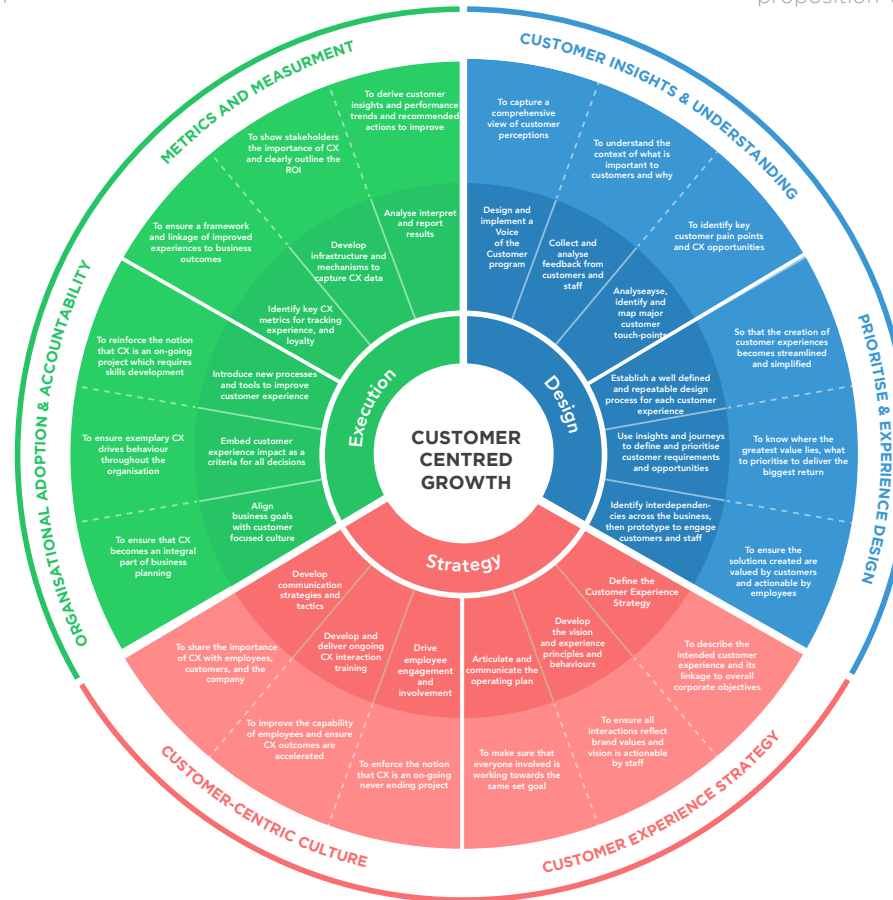 proposition
CUSTOMER INSIGHTS & UNDERSTANDING
To capture a
comprehensive
view of customer
perceptions
To understand the
context of what is
important to
customers and why
To identify key
customer pain points
and CX opportunities
Design and
implement a
Voice
of the
Customer
program
Collect and
analyse
feedback from
customers and
staff
Analyseayse,
identify and
map major
customer
touch-points
PRIORITISE & EXPERIENCE DESIGN
So that the creation of
customer experiences
becomes streamlined
and simplified
To know where the
greatest value lies, what
to prioritise to deliver the
biggest return
To ensure the
solutions created are
valued by customers
and actionable by
employees
Establish a well defined
and repeatable design
process for each customer
experience
Use insights and journeys
to define and prioritise
customer requirements
and opportunities
Identify interdependen-
cies across the business,
then prototype to engage
customers and staff
Design
CUSTOMER EXPERIENCE STRATEGY
To describe the
intended customer
experience and its
linkage to overall
corporate objectives
To ensure all
interactions reflect
brand values and
vision is actionable
by staff
To make sure that
everyone involved is
working towards the
same set goal
Define the
Customer Experience
Strategy
Develop
the vision
and experience
principles and
behaviours
Articulate and
communicate the
operating plan
Strategy
CUSTOMER-CENTRIC CULTURE
To enforce the notion
that CX is an on-going
never ending project
To improve the capability
of employees and ensure
CX outcomes are
accelerated
To share the importance
of CX with employees,
customers, and the
company
Drive
employee
engagement
and
involvement
Develop and
deliver ongoing
CX interaction
training
Develop
communication
strategies and
tactics
ORGANISATIONAL ADOPTION & ACCOUNTABILITY
To ensure that CX
becomes an integral
part of business
planning
To ensure exemplary CX
drives behaviour
throughout the
organisation
To reinforce the notion
that CX is an on-going
project which requires
skills development
Align
business goals
with customer
focused culture
Embed customer
experience impact as a
criteria for all decisions
Introduce new processes
and tools to improve
customer experience
Execution
METRICS AND MEASURMENT
To ensure a framework
and linkage of improved
experiences to business
outcomes
To show stakeholders
the importance of CX
and clearly outline the
ROI
To derive customer
insights and performance
trends and recommended
actions to improve
Identify key CX
metrics for tracking
experience, and
loyalty
Develop
infrastructure and
mechanisms to
capture CX data
Analyse interpret
and report
results
CUSTOMER
CENTRED
GROWTH